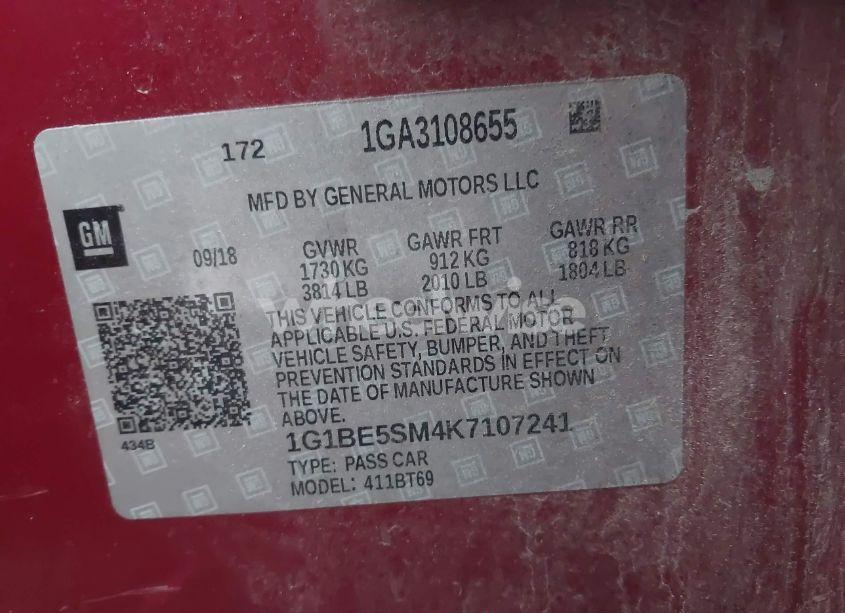 172 1GA3108655
MFD BY GENERAL MOTORS LLC
GM
09/18
GVWR
1730 KG
3814 LB
GAWR FRT
912 KG
2010 LB
GAWR RR
818 KG
1804 LB
THIS VEHICLE CONFORMS TO ALL
APPLICABLE U.S. FEDERAL MOTOR
VEHICLE SAFETY, BUMPER, AND THEFT
PREVENTION STANDARDS IN EFFECT ON
THE DATE OF MANUFACTURE SHOWN
ABOVE.
434B
1G1BE5SM4K7107241
TYPE: PASS CAR
MODEL: 411BT69